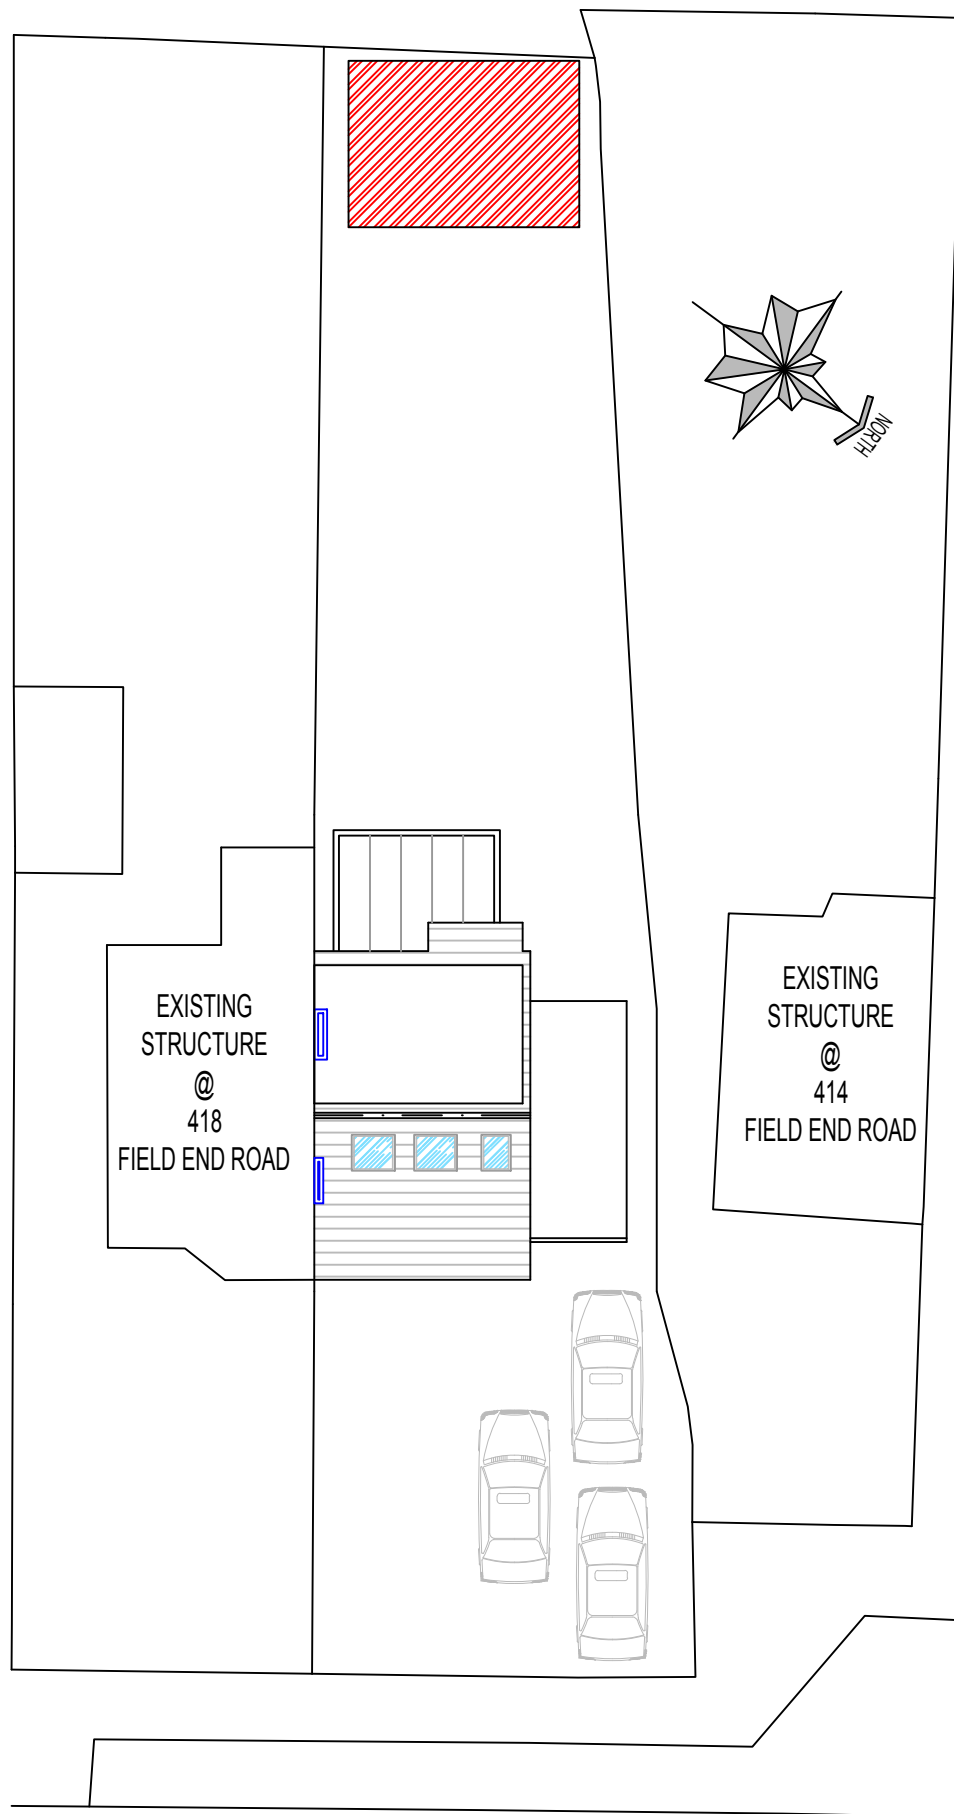 NORTH
EXISTING
STRUCTURE
@
418
FIELD END ROAD
EXISTING
STRUCTURE
@
414
FIELD END ROAD